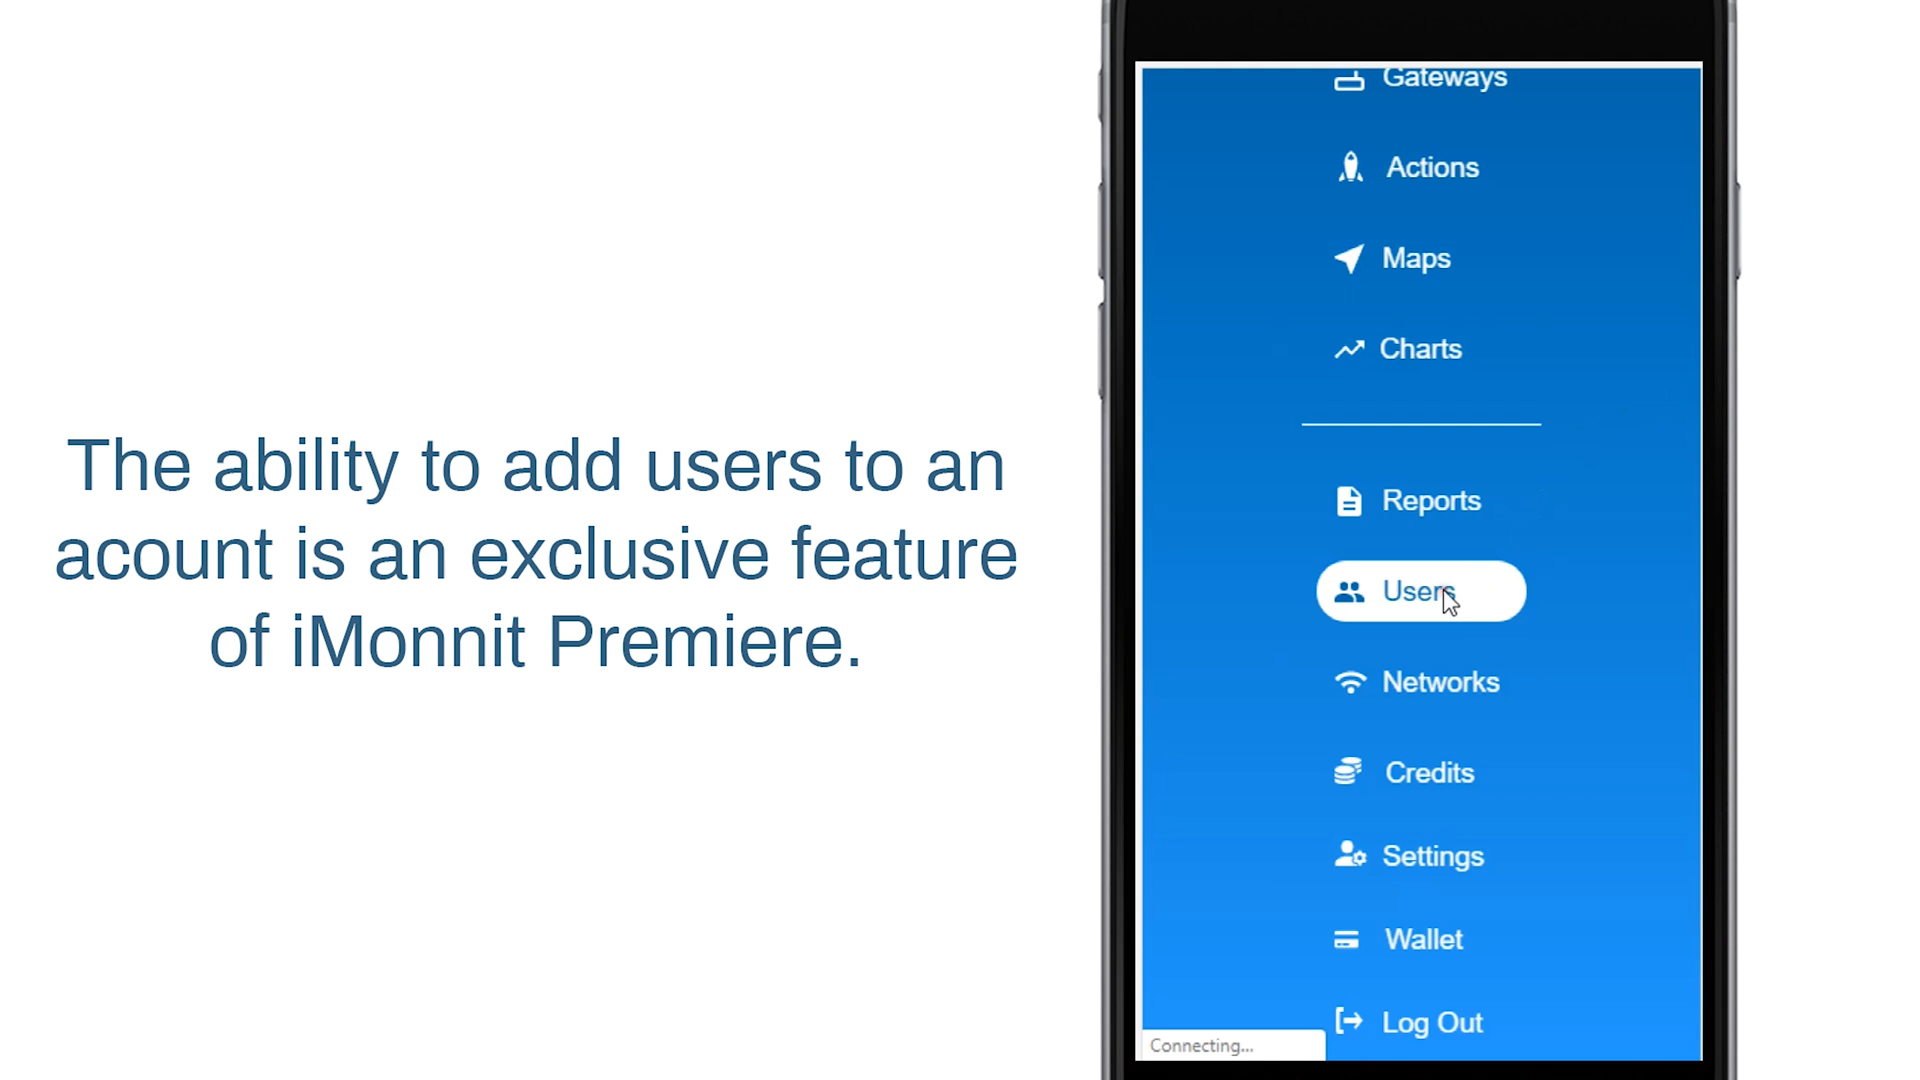 The ability to add users to an
acount is an exclusive feature
of iMonnit Premiere.
Gateways
Actions
Maps
Charts
Reports
Users
Networks
Credits
Settings
Wallet
Log Out
Connecting...